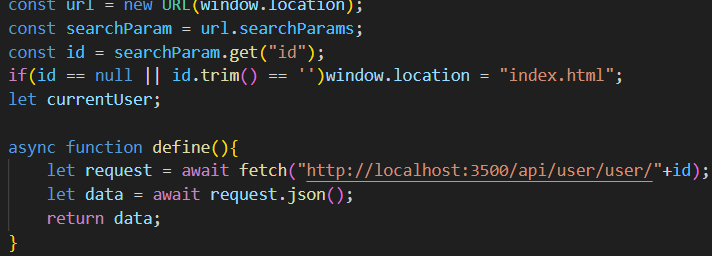 const url = new URL(window.location);
const searchParam = url.searchParams;
const id = searchParam.get("id");
if(id == null || id.trim() == '')window.location = "index.html";
let currentUser;

async function define(){
    let request = await fetch("http://localhost:3500/api/user/user/"+id);
    let data = await request.json();
    return data;
}